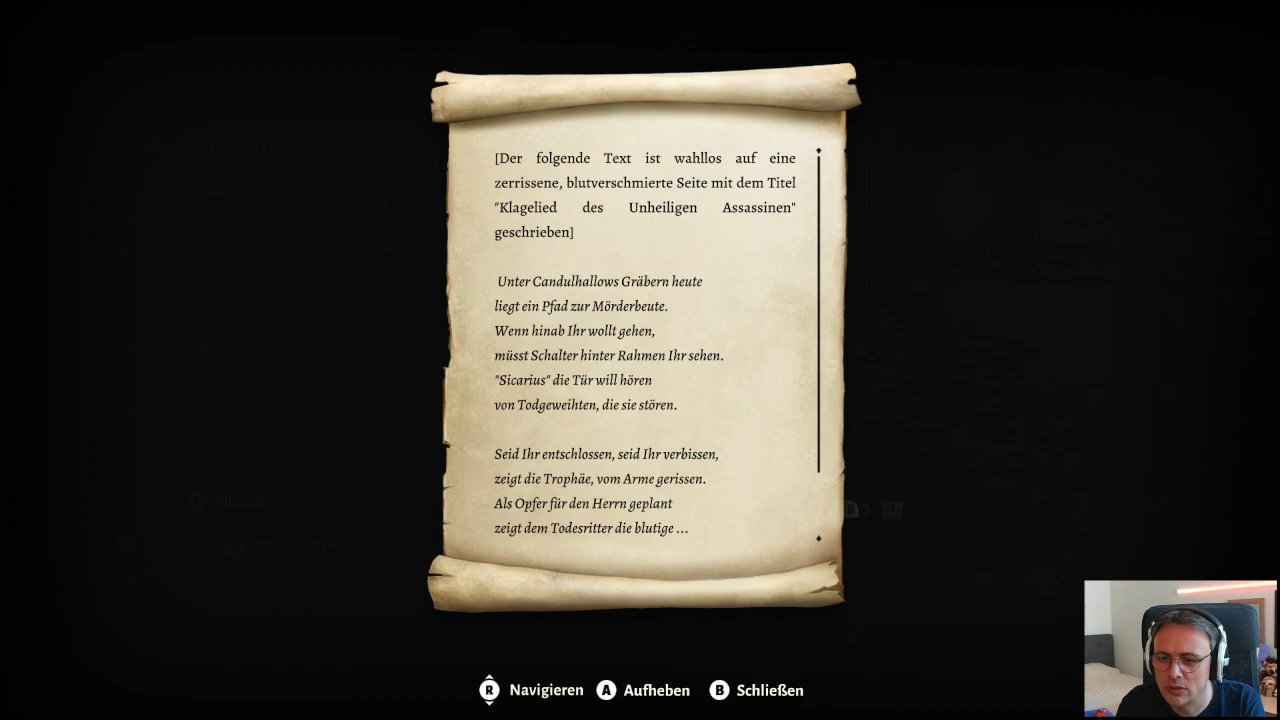 [Der folgende Text ist wahllos auf eine
zerrissene, blutverschmierte Seite mit dem Titel
"Klagelied des Unheiligen Assassinen"
geschrieben]
Unter Candulhallows Gräbern heute
liegt ein Pfad zur Mörderbeute.
Wenn hinab Ihr wollt gehen,
müsst Schalter hinter Rahmen Ihr sehen.
"Sicarius" die Tür will hören
von Todgeweihten, die sie stören.
Seid Ihr entschlossen, seid Ihr verbissen,
zeigt die Trophäe, vom Arme gerissen.
Als Opfer für den Herrn geplant
zeigt dem Todesritter die blutige ...
R Navigieren A Aufheben B Schließen